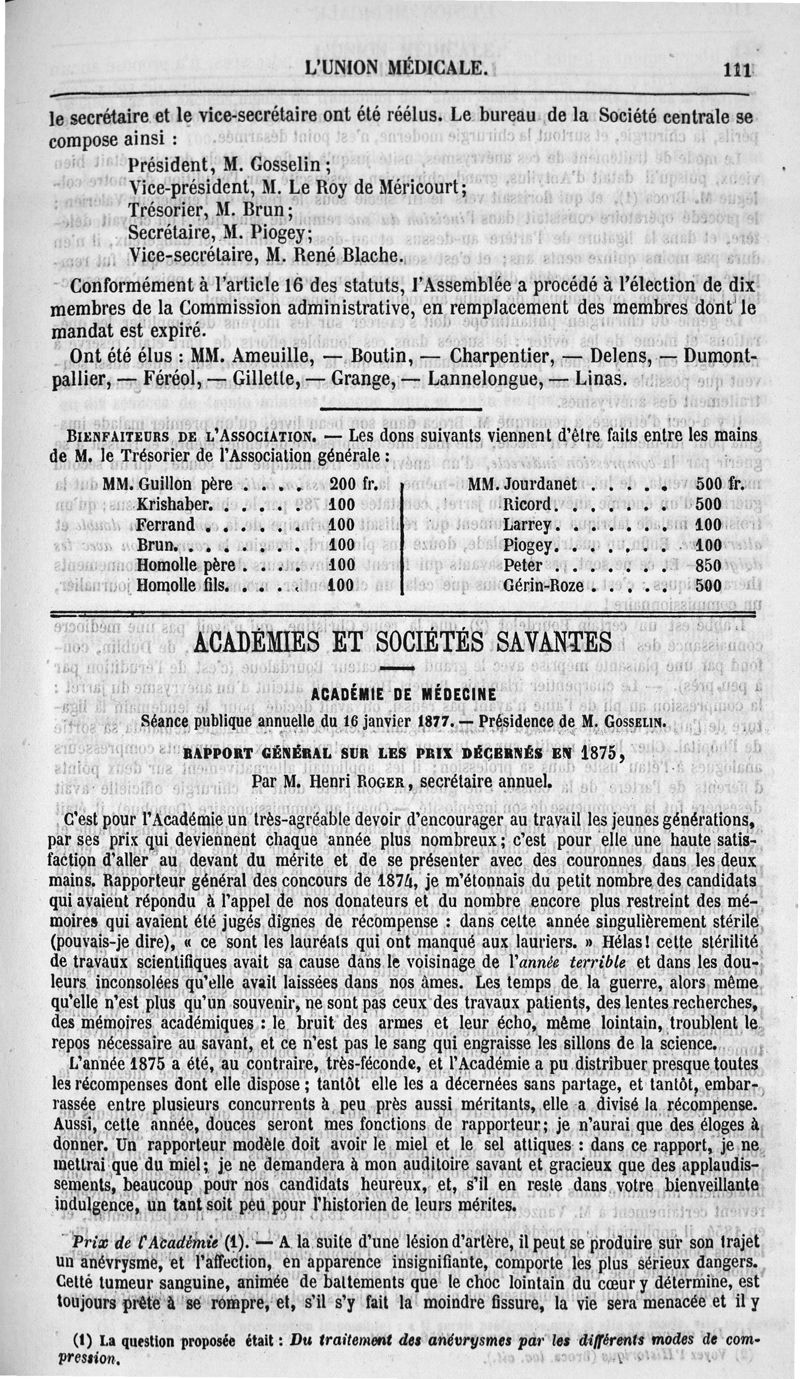 L'UNION MÉDICALE. 111
le secrétaire et le vice-secrétaire ont été réélus. Le bureau de la Société centrale se
compose ainsi :
Président, M. Gosselin ;
Vice-président, M. Le Roy de Méricourt ;
Trésorier, M. Brun ;
Secrétaire, M. Piogey ;
Vice-secrétaire, M. René Blache.
Conformément à l'article 16 des statuts, l'Assemblée a procédé à l'élection de dix
membres de la Commission administrative, en remplacement des membres dont le
mandat est expiré.
Ont été élus : MM. Ameuille, — Boutin, — Charpentier, — Delens, — Dumont-
pallier, — Féréol, — Gillette, — Grange, — Lannelongue, — Linas.
BIENFAITEURS DE L'ASSOCIATION. — Les dons suivants viennent d'être faits entre les mains
de M. le Trésorier de l'Association générale :
MM. Guillon père . . . . 200 fr.
Krishaber. . . . . . 100
Ferrand . . . . . . 100
Brun. . . . . . . . 100
Homolle père . . . . 100
Homolle fils. . . . . 100
MM. Jourdanet . . . . . 500 fr.
Ricord. . . . . . . 500
Larrey. . . . . . . 100
Piogey. . . . . . . 100
Peter . . . . . . . 850
Gérin-Roze . . . . . 500
ACADÉMIES ET SOCIÉTÉS SAVANTES
ACADÉMIE DE MÉDECINE
Séance publique annuelle du 16 janvier 1877. — Présidence de M. GOSSELIN.
RAPPORT GÉNÉRAL SUR LES PRIX DÉCERNÉS EN 1875,
Par M. Henri ROGER, secrétaire annuel.
C'est pour l'Académie un très-agréable devoir d'encourager au travail les jeunes générations,
par ses prix qui deviennent chaque année plus nombreux ; c'est pour elle une haute satis-
faction d'aller au devant du mérite et de se présenter avec des couronnes dans les deux
mains. Rapporteur général des concours de 1874, je m'étonnais du petit nombre des candidats
qui avaient répondu à l'appel de nos donateurs et du nombre encore plus restreint des mé-
moires qui avaient été jugés dignes de récompense : dans cette année singulièrement stérile
(pouvais-je dire), « ce sont les lauréats qui ont manqué aux lauriers. » Hélas ! cette stérilité
de travaux scientifiques avait sa cause dans le voisinage de l'année terrible et dans les dou-
leurs inconsolées qu'elle avait laissées dans nos âmes. Les temps de la guerre, alors même
qu'elle n'est plus qu'un souvenir, ne sont pas ceux des travaux patients, des lentes recherches,
des mémoires académiques : le bruit des armes et leur écho, même lointain, troublent le
repos nécessaire au savant, et ce n'est pas le sang qui engraisse les sillons de la science.
L'année 1875 a été, au contraire, très-féconde, et l'Académie a pu distribuer presque toutes
les récompenses dont elle dispose ; tantôt elle les a décernées sans partage, et tantôt, embar-
rassée entre plusieurs concurrents à peu près aussi méritants, elle a divisé la récompense.
Aussi, cette année, douces seront mes fonctions de rapporteur ; je n'aurai que des éloges à
donner. Un rapporteur modèle doit avoir le miel et le sel attiques : dans ce rapport, je ne
mettrai que du miel ; je ne demandera à mon auditoire savant et gracieux que des applaudis-
sements, beaucoup pour nos candidats heureux, et, s'il en reste dans votre bienveillante
indulgence, un tant soit peu pour l'historien de leurs mérites.
Prix de l'Académie (1). — A la suite d'une lésion d'artère, il peut se produire sur son trajet
un anévrysme, et l'affection, en apparence insignifiante, comporte les plus sérieux dangers.
Cette tumeur sanguine, animée de battements que le choc lointain du cœur y détermine, est
toujours prête à se rompre, et, s'il s'y fait la moindre fissure, la vie sera menacée et il y
(1) La question proposée était : Du traitement des anévrysmes par les différents modes de com-
pression.